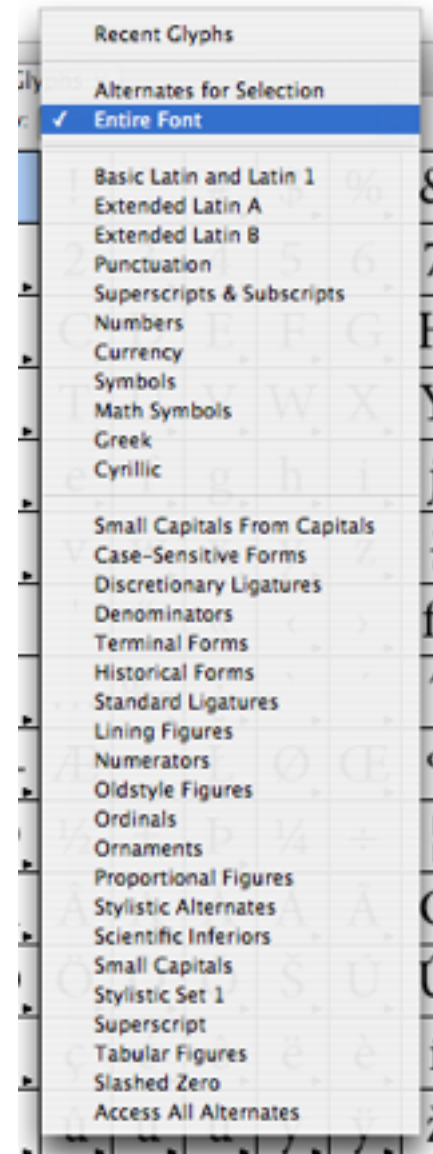 Recent Glyphs
Alternates for Selection
✓ Entire Font
Basic Latin and Latin 1
Extended Latin A
Extended Latin B
Punctuation
Superscripts & Subscripts
Numbers
Currency
Symbols
Math Symbols
Greek
Cyrillic
Small Capitals From Capitals
Case-Sensitive Forms
Discretionary Ligatures
Denominators
Terminal Forms
Historical Forms
Standard Ligatures
Lining Figures
Numerators
Oldstyle Figures
Ordinals
Ornaments
Proportional Figures
Stylistic Alternates
Scientific Inferiors
Small Capitals
Stylistic Set 1
Superscript
Tabular Figures
Slashed Zero
Access All Alternates